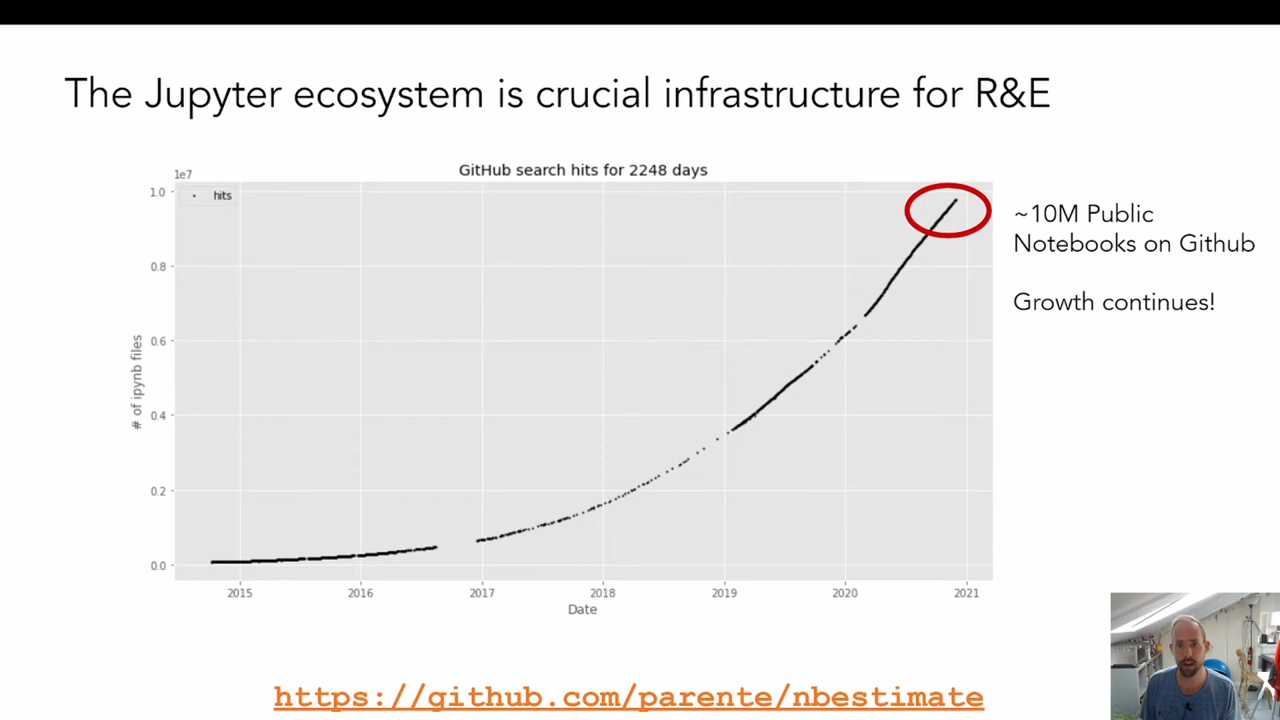 The Jupyter ecosystem is crucial infrastructure for R&E
GitHub search hits for 2248 days
1e7
hits
1.0
0.8
0.6
0.4
0.2
0.0
# of ipynb files
2015 2016 2017 2018 2019 2020 2021
Date
~10M Public
Notebooks on Github
Growth continues!
https://github.com/parente/nbestimate